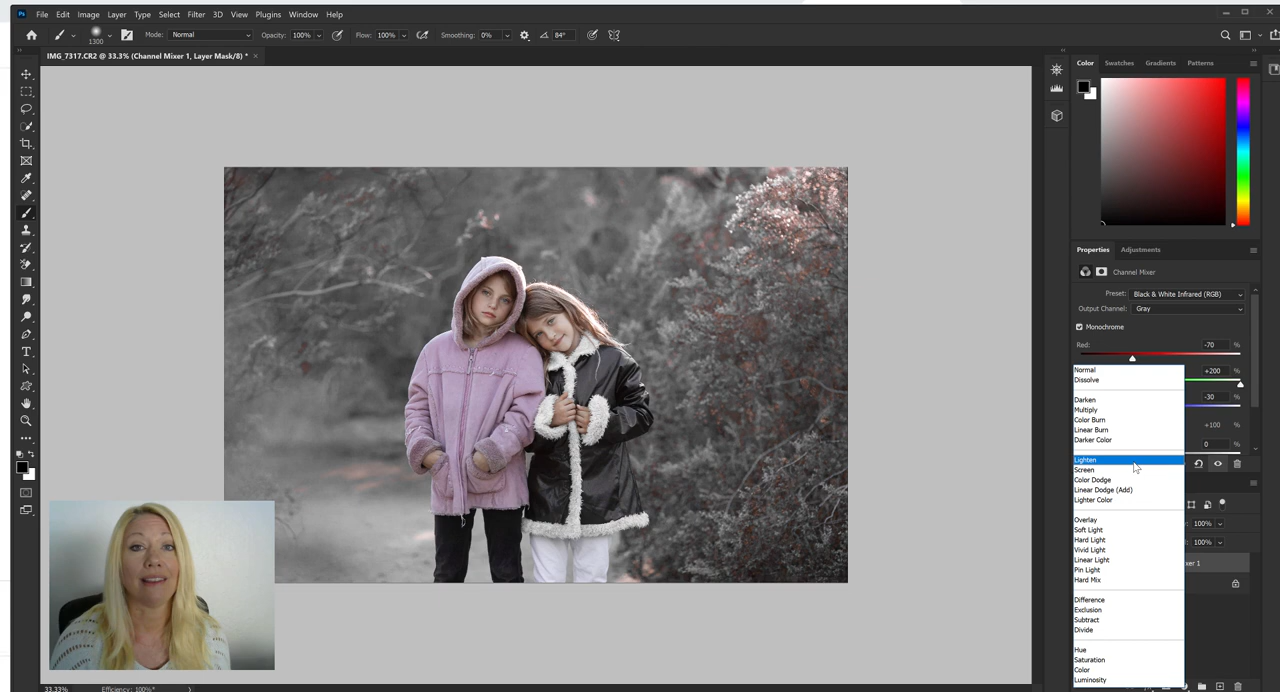 Ps File Edit Image Layer Type Select Filter 3D View Plugins Window Help
1300 Mode: Normal Opacity: 100% Flow: 100% Smoothing: 0% 84°
IMG_7317.CR2 @ 33.3% (Channel Mixer 1, Layer Mask/8) * ×
Color Swatches Gradients Patterns
Properties Adjustments
Channel Mixer
Preset: Black & White Infrared (RGB)
Output Channel: Gray
Monochrome
Red: -70 %
Normal
+200 %
Dissolve
Darken
-30 %
Multiply
Color Burn
+100 %
Linear Burn
Darker Color
0 %
Lighten
Screen
Color Dodge
Linear Dodge (Add)
Lighter Color
Overlay
100%
Soft Light
Hard Light
100%
Vivid Light
Linear Light
xer 1
Pin Light
Hard Mix
Difference
Exclusion
Subtract
Divide
Hue
Saturation
Color
Luminosity
33.33% Efficiency: 100%*